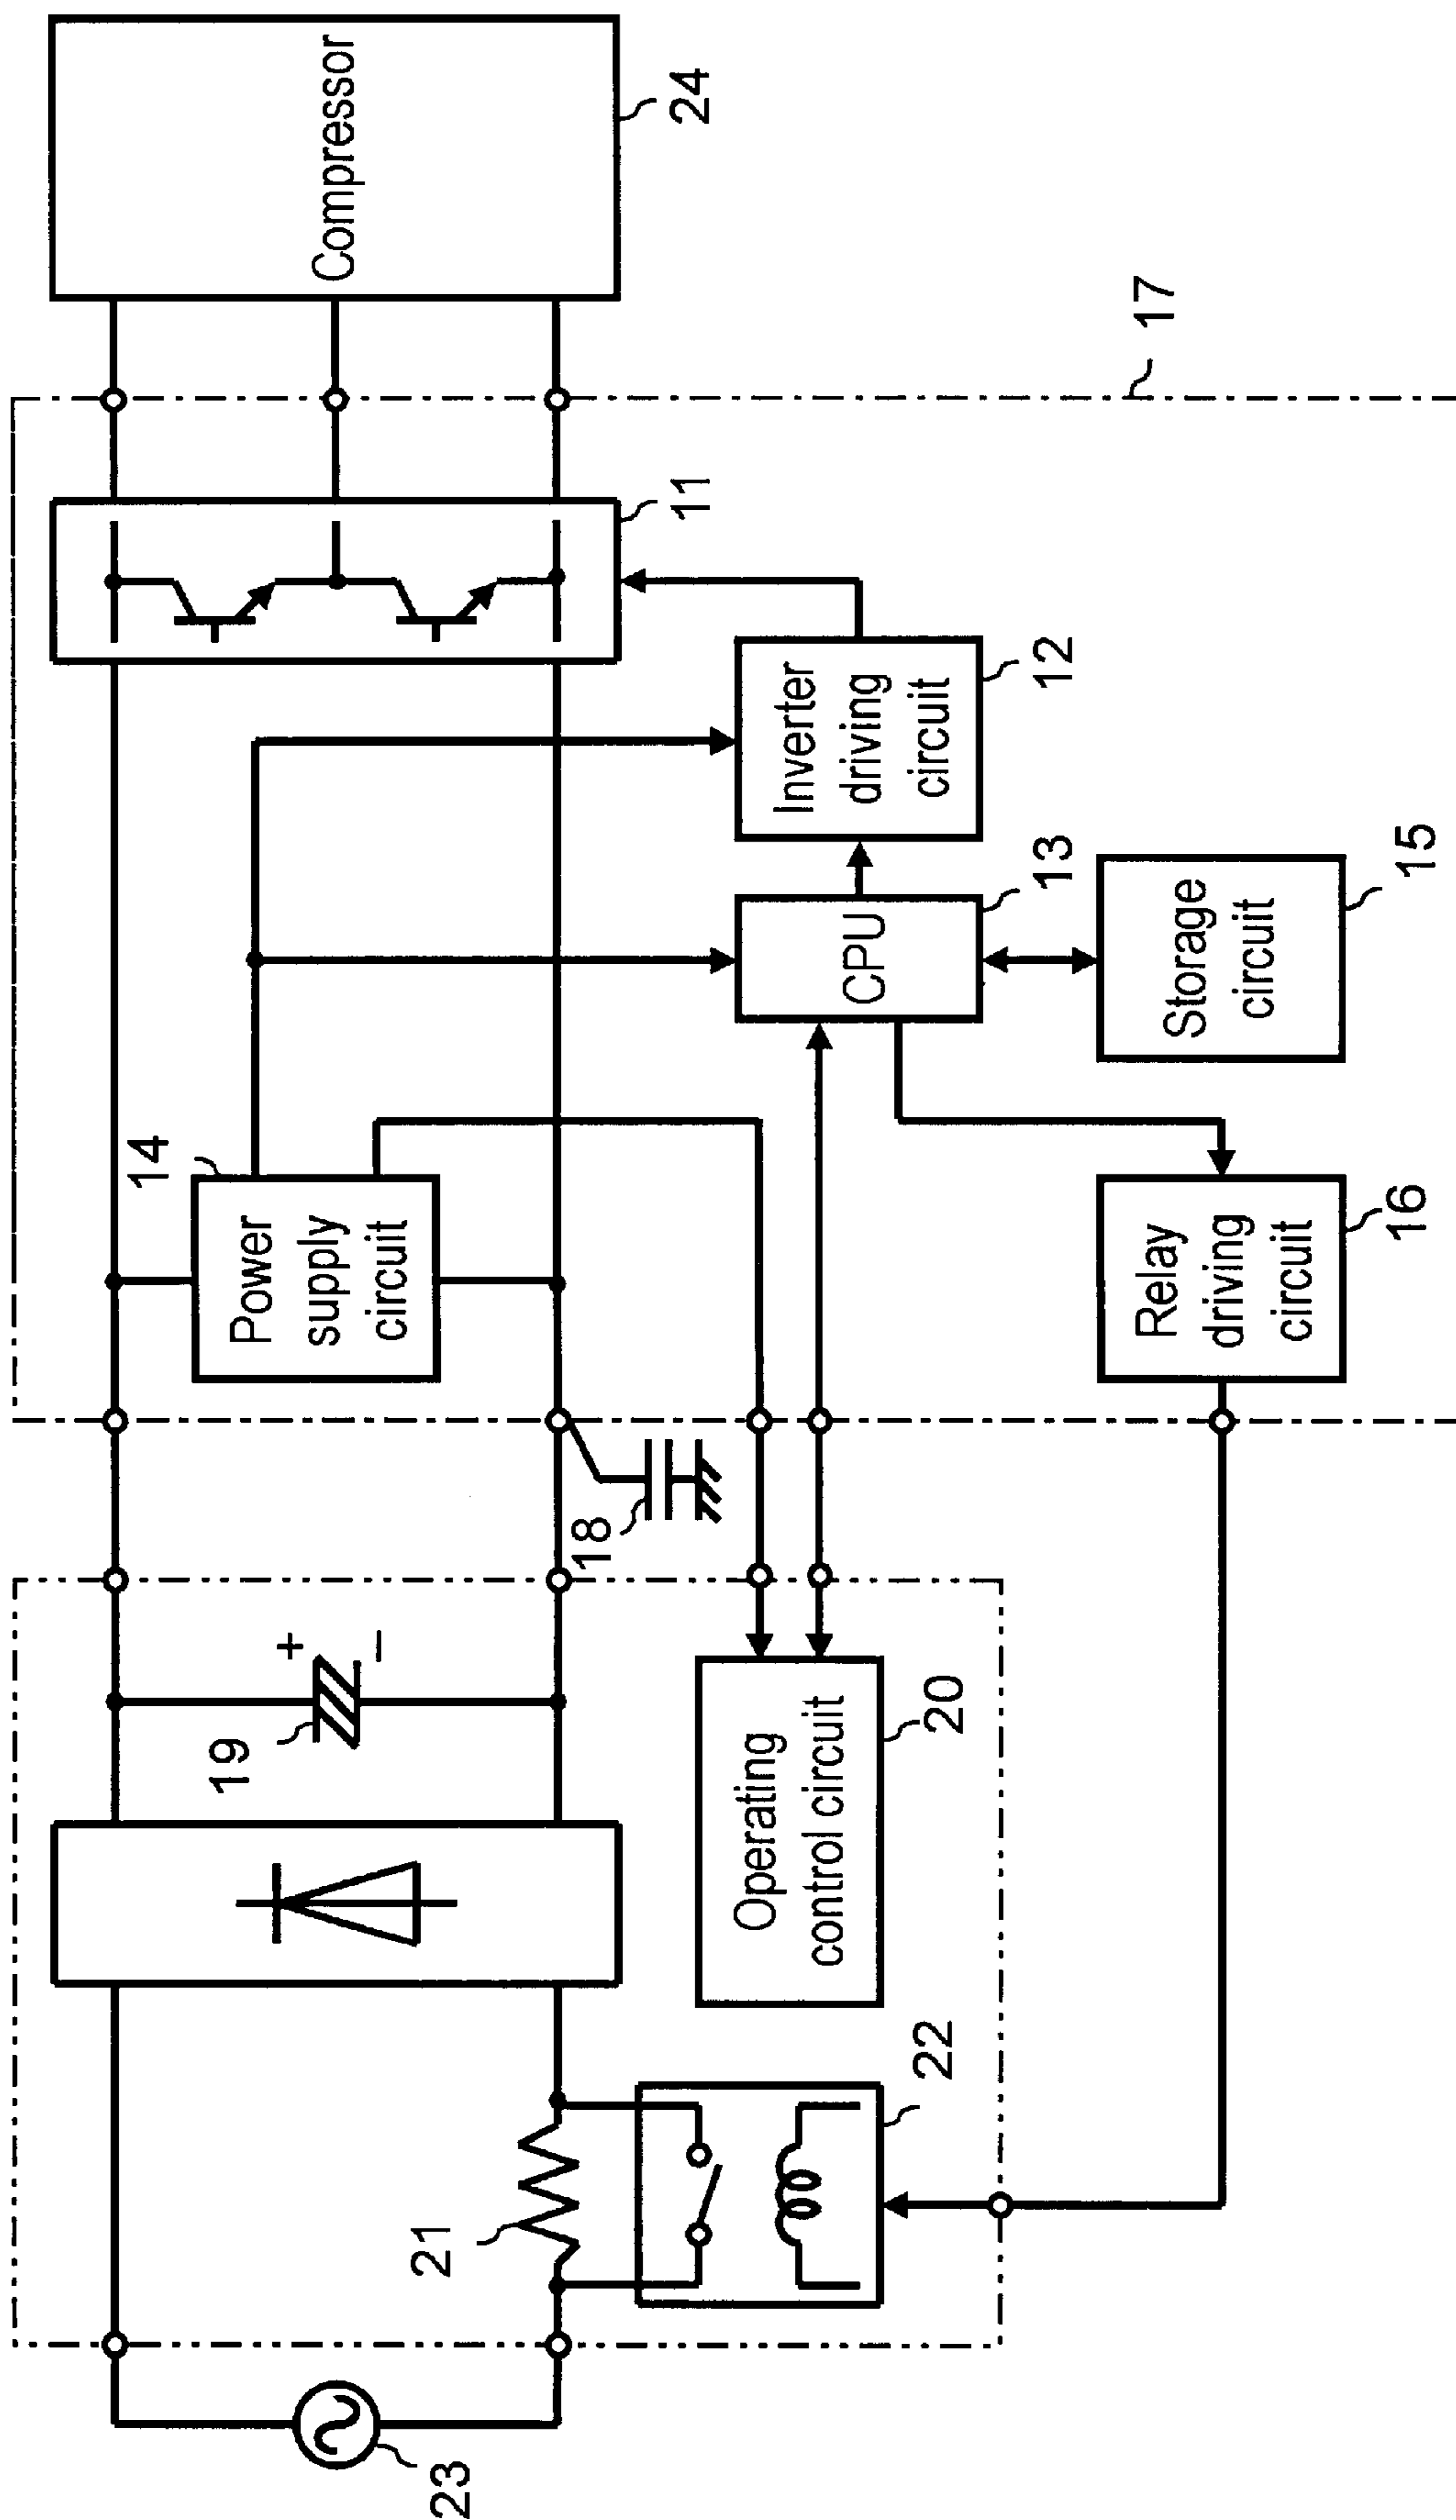 23
21
22
19
+
−
Operating
control circuit
20
18
14
Power
supply
circuit
Relay
driving
circuit
16
CPU
13
Storage
circuit
15
Inverter
driving
circuit
12
11
17
Compressor
24